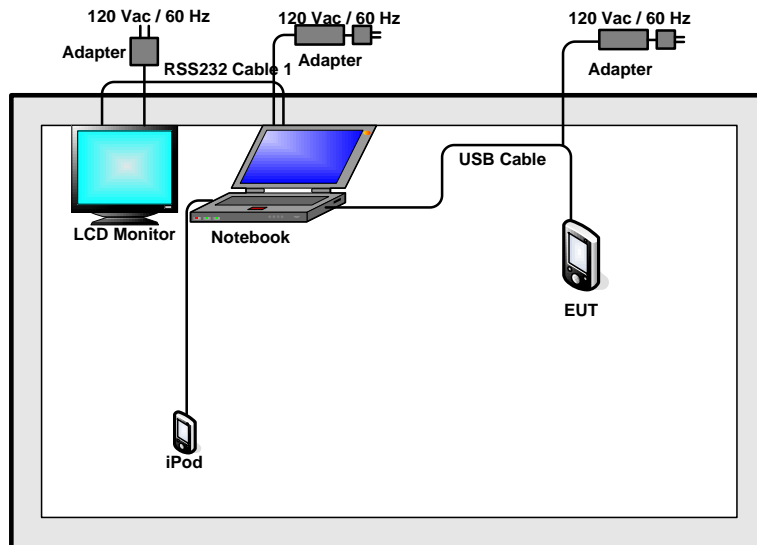 120 Vac / 60 Hz
120 Vac / 60 Hz
120 Vac / 60 Hz
Adapter
Adapter
Adapter
RSS232 Cable 1
USB Cable
LCD Monitor
Notebook
EUT
iPod